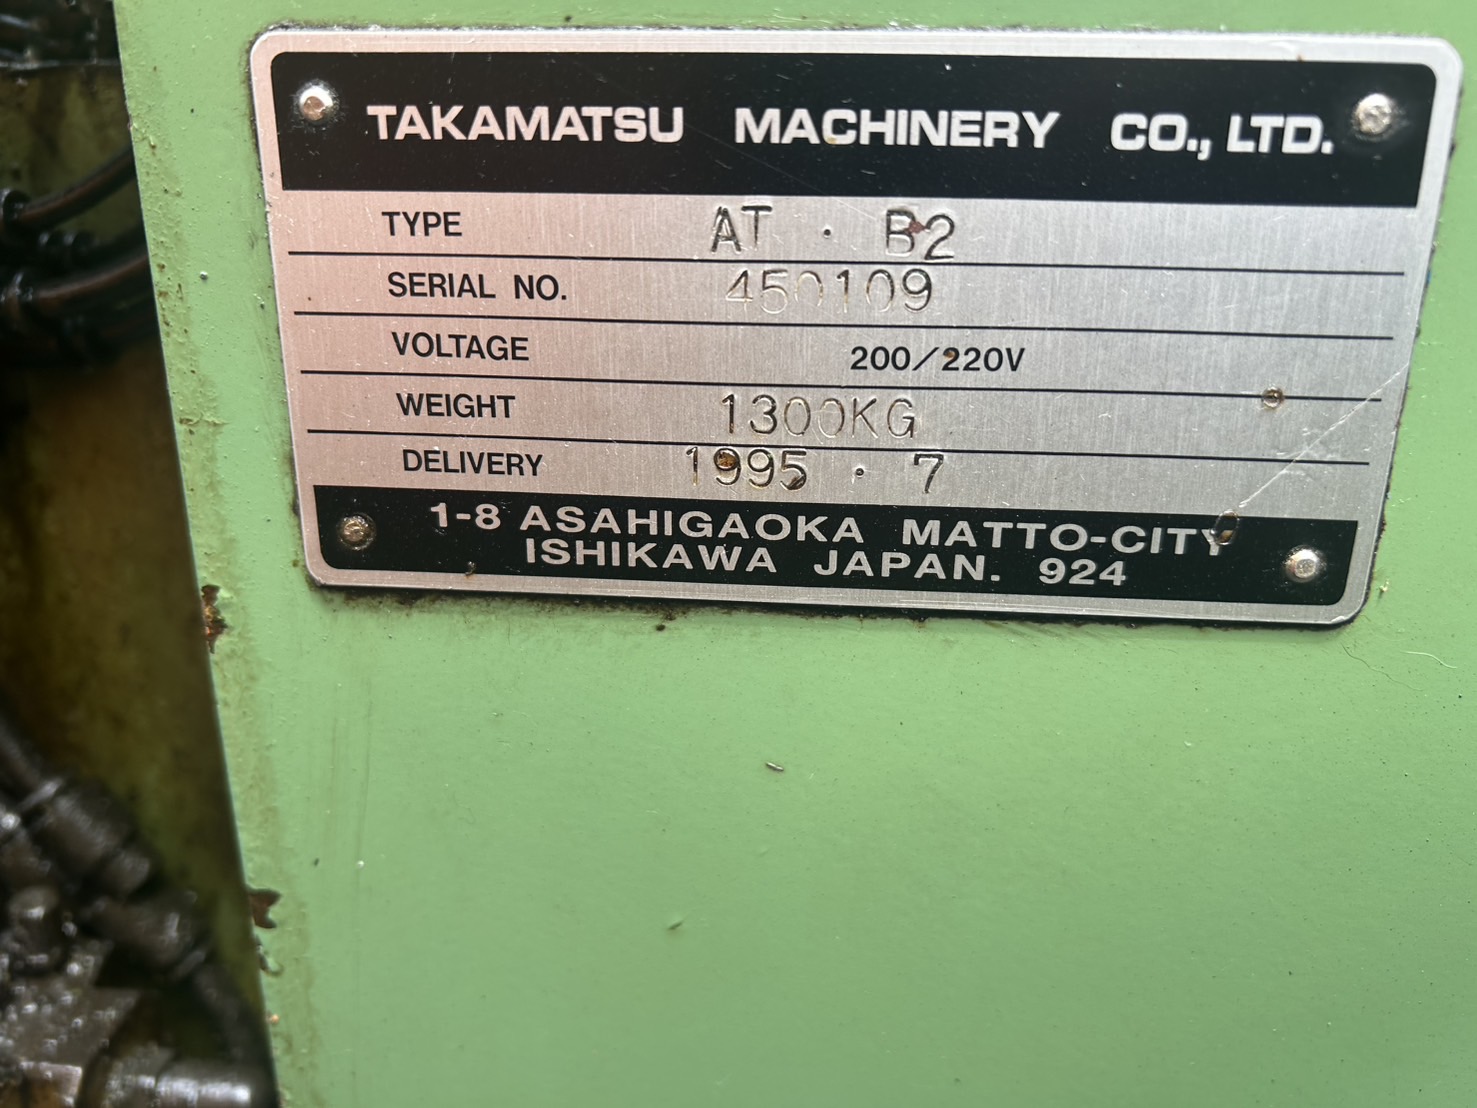 TAKAMATSU MACHINERY CO., LTD.
TYPE AT · B2
SERIAL NO. 450109
VOLTAGE 200/220V
WEIGHT 1300KG
DELIVERY 1995 · 7
1-8 ASAHIGAOKA MATTO-CITY
ISHIKAWA JAPAN. 924